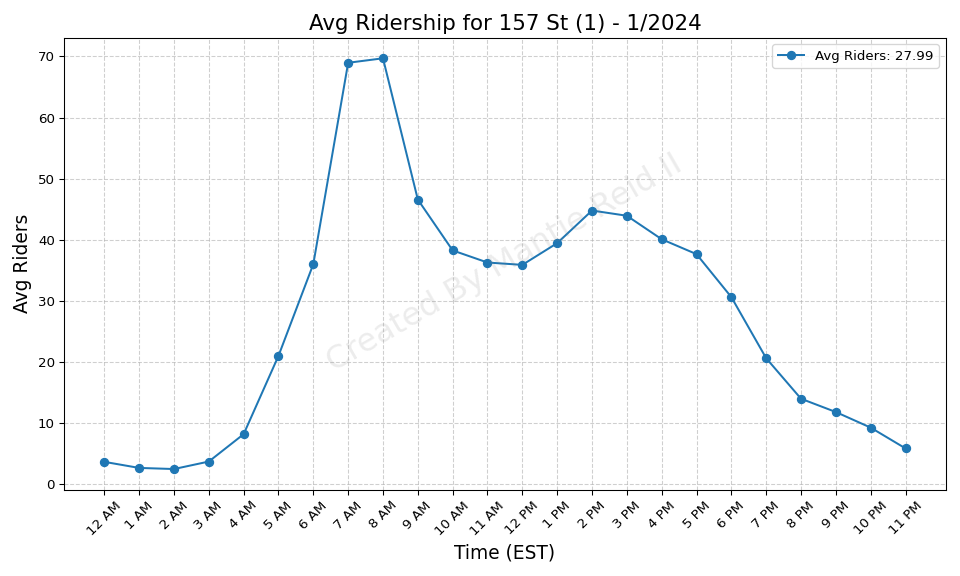 Avg Ridership for 157 St (1) - 1/2024
Avg Riders: 27.99
70
60
50
40
30
20
10
0
Avg Riders
Created By Mantie Reid II
12 AM
1 AM
2 AM
3 AM
4 AM
5 AM
6 AM
7 AM
8 AM
9 AM
10 AM
11 AM
12 PM
1 PM
2 PM
3 PM
4 PM
5 PM
6 PM
7 PM
8 PM
9 PM
10 PM
11 PM
Time (EST)